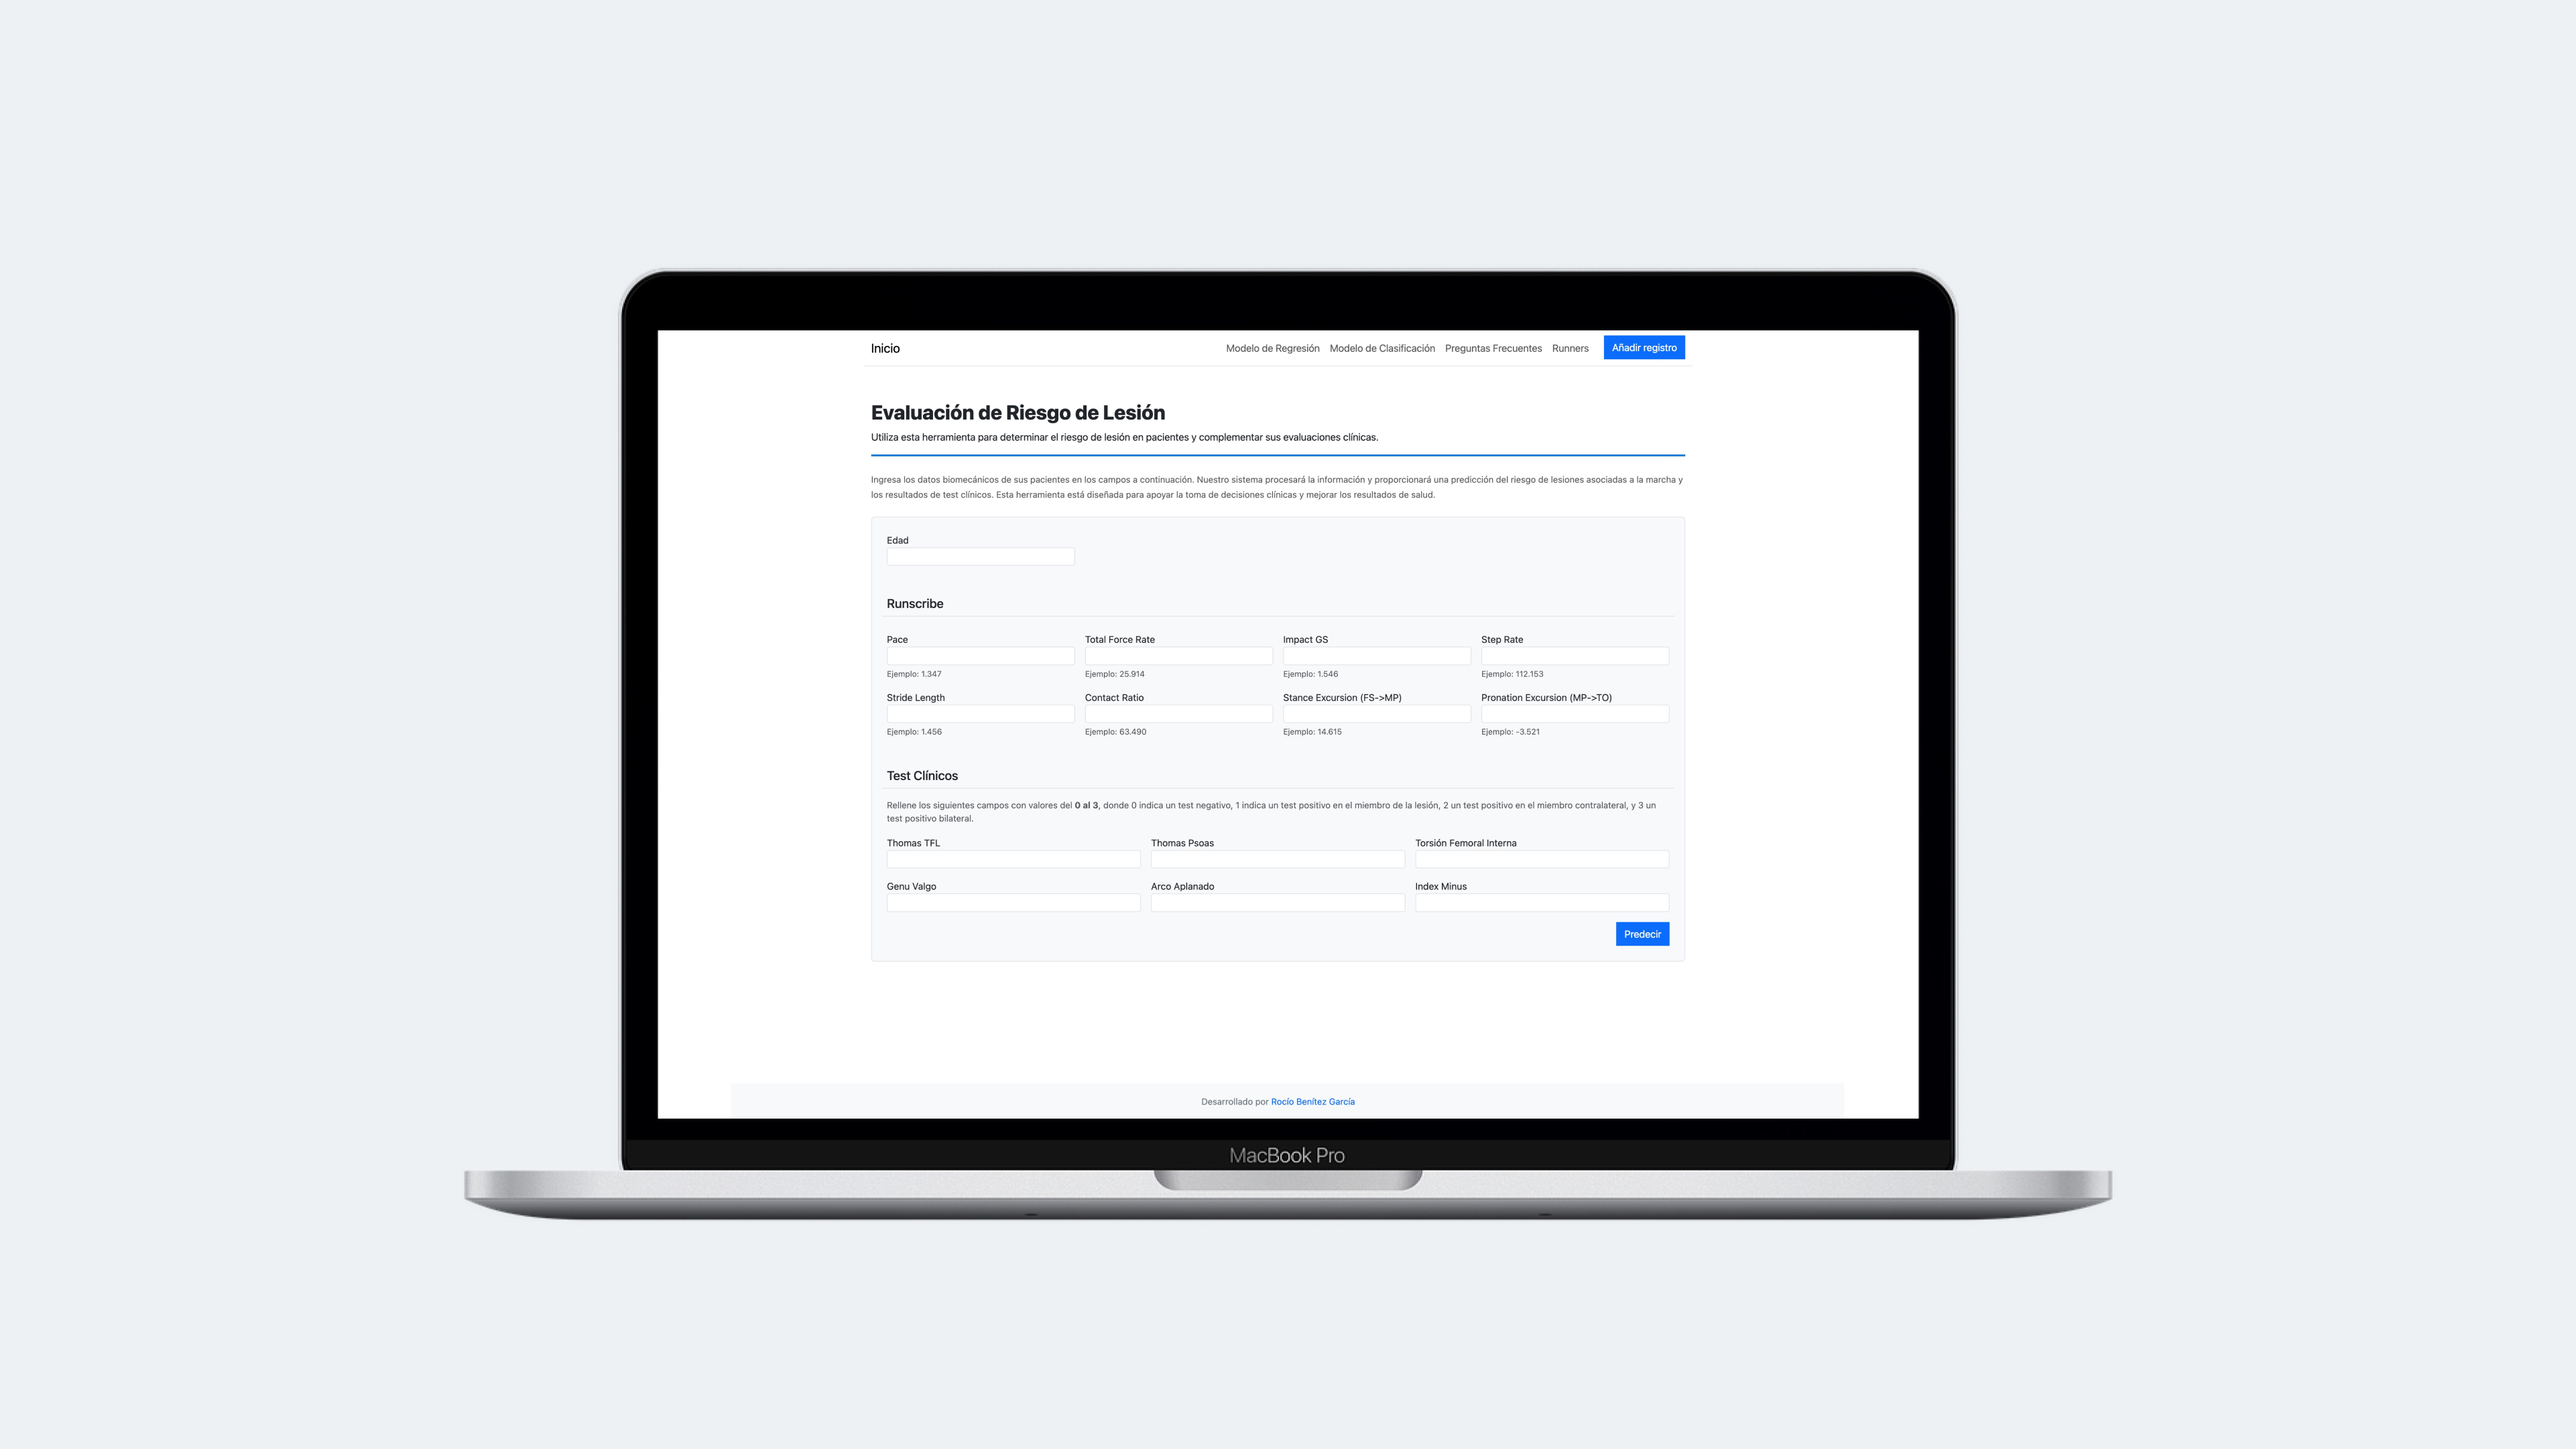 Inicio
Modelo de Regresión Modelo de Clasificación Preguntas Frecuentes Runners Añadir registro
Evaluación de Riesgo de Lesión
Utiliza esta herramienta para determinar el riesgo de lesión en pacientes y complementar sus evaluaciones clínicas.
Ingresa los datos biomecánicos de sus pacientes en los campos a continuación. Nuestro sistema procesará la información y proporcionará una predicción del riesgo de lesiones asociadas a la marcha y
los resultados de test clínicos. Esta herramienta está diseñada para apoyar la toma de decisiones clínicas y mejorar los resultados de salud.
Edad
Runscribe
Pace Total Force Rate Impact GS Step Rate
Ejemplo: 1.347 Ejemplo: 25.914 Ejemplo: 1.546 Ejemplo: 112.153
Stride Length Contact Ratio Stance Excursion (FS->MP) Pronation Excursion (MP->TO)
Ejemplo: 1.456 Ejemplo: 63.490 Ejemplo: 14.615 Ejemplo: -3.521
Test Clínicos
Rellene los siguientes campos con valores del 0 al 3, donde 0 indica un test negativo, 1 indica un test positivo en el miembro de la lesión, 2 un test positivo en el miembro contralateral, y 3 un
test positivo bilateral.
Thomas TFL Thomas Psoas Torsión Femoral Interna
Genu Valgo Arco Aplanado Index Minus
Predecir
Desarrollado por Rocío Benítez García
MacBook Pro